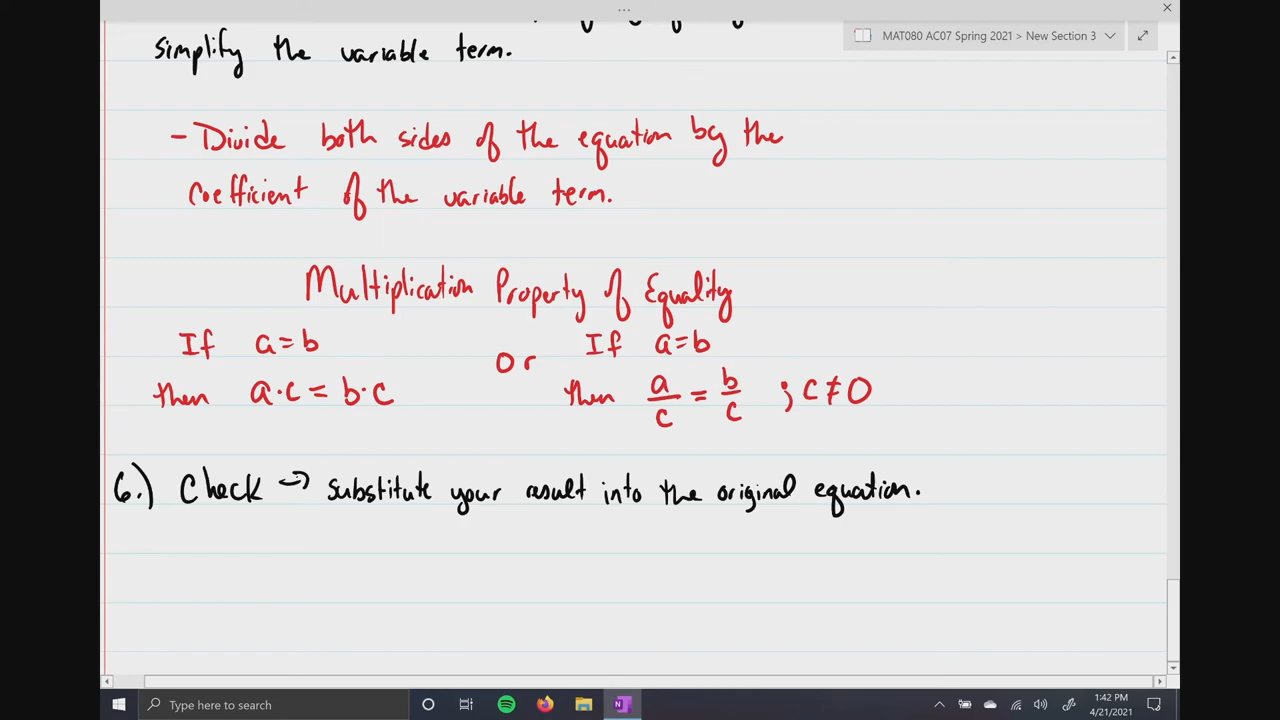 MAT080 AC07 Spring 2021 > New Section 3
simplify the variable term.
- Divide both sides of the equation by the
coefficient of the variable term.
Multiplication Property of Equality
If a=b
then a·c = b·c
Or
If a=b
then a/c = b/c ; c≠0
6.) Check → substitute your result into the original equation.
Type here to search
1:42 PM
4/21/2021